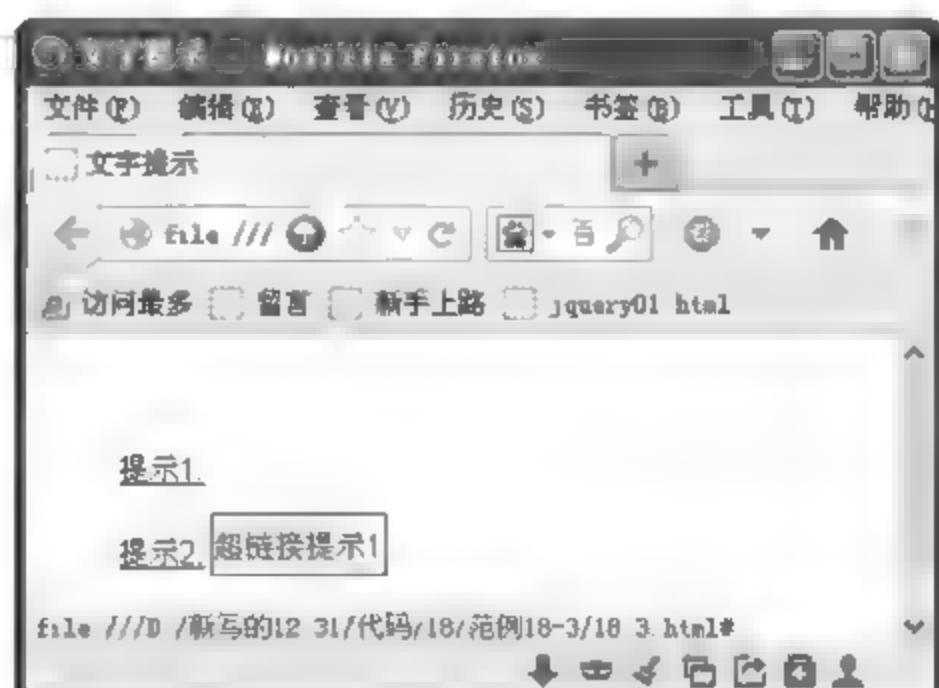 文件(F) 编辑(E) 查看(V) 历史(S) 书签(B) 工具(T) 帮助(H
文字提示 +
file ///
访问最多 留言 新手上路 jquery01 html
提示1.
提示2. 超链接提示1
file ///D /新写的12 31/代码/18/范例18-3/18 3.html#